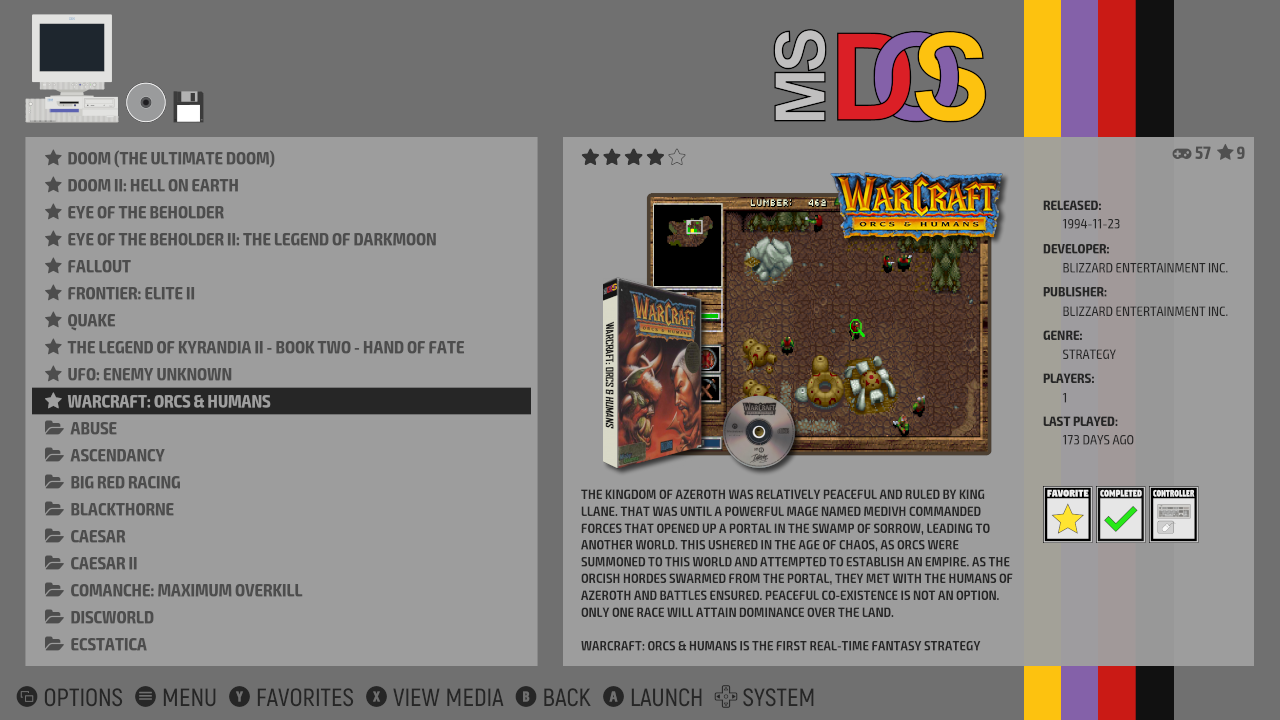 MS
DOS
DOOM (THE ULTIMATE DOOM)
DOOM II: HELL ON EARTH
EYE OF THE BEHOLDER
EYE OF THE BEHOLDER II: THE LEGEND OF DARKMOON
FALLOUT
FRONTIER: ELITE II
QUAKE
THE LEGEND OF KYRANDIA II - BOOK TWO - HAND OF FATE
UFO: ENEMY UNKNOWN
WARCRAFT: ORCS & HUMANS
ABUSE
ASCENDANCY
BIG RED RACING
BLACKTHORNE
CAESAR
CAESAR II
COMANCHE: MAXIMUM OVERKILL
DISCWORLD
ECSTATICA
57 9
LUMBER: 462
WARCRAFT
ORCS & HUMANS
WARCRAFT
WARCRAFT: ORCS & HUMANS
WARCRAFT
RELEASED:
1994-11-23
DEVELOPER:
BLIZZARD ENTERTAINMENT INC.
PUBLISHER:
BLIZZARD ENTERTAINMENT INC.
GENRE:
STRATEGY
PLAYERS:
1
LAST PLAYED:
173 DAYS AGO
FAVORITE COMPLETED CONTROLLER
THE KINGDOM OF AZEROTH WAS RELATIVELY PEACEFUL AND RULED BY KING
LLANE. THAT WAS UNTIL A POWERFUL MAGE NAMED MEDIVH COMMANDED
FORCES THAT OPENED UP A PORTAL IN THE SWAMP OF SORROW, LEADING TO
ANOTHER WORLD. THIS USHERED IN THE AGE OF CHAOS, AS ORCS WERE
SUMMONED TO THIS WORLD AND ATTEMPTED TO ESTABLISH AN EMPIRE. AS THE
ORCISH HORDES SWARMED FROM THE PORTAL, THEY MET WITH THE HUMANS OF
AZEROTH AND BATTLES ENSURED. PEACEFUL CO-EXISTENCE IS NOT AN OPTION.
ONLY ONE RACE WILL ATTAIN DOMINANCE OVER THE LAND.
WARCRAFT: ORCS & HUMANS IS THE FIRST REAL-TIME FANTASY STRATEGY
OPTIONS MENU Y FAVORITES X VIEW MEDIA B BACK A LAUNCH SYSTEM